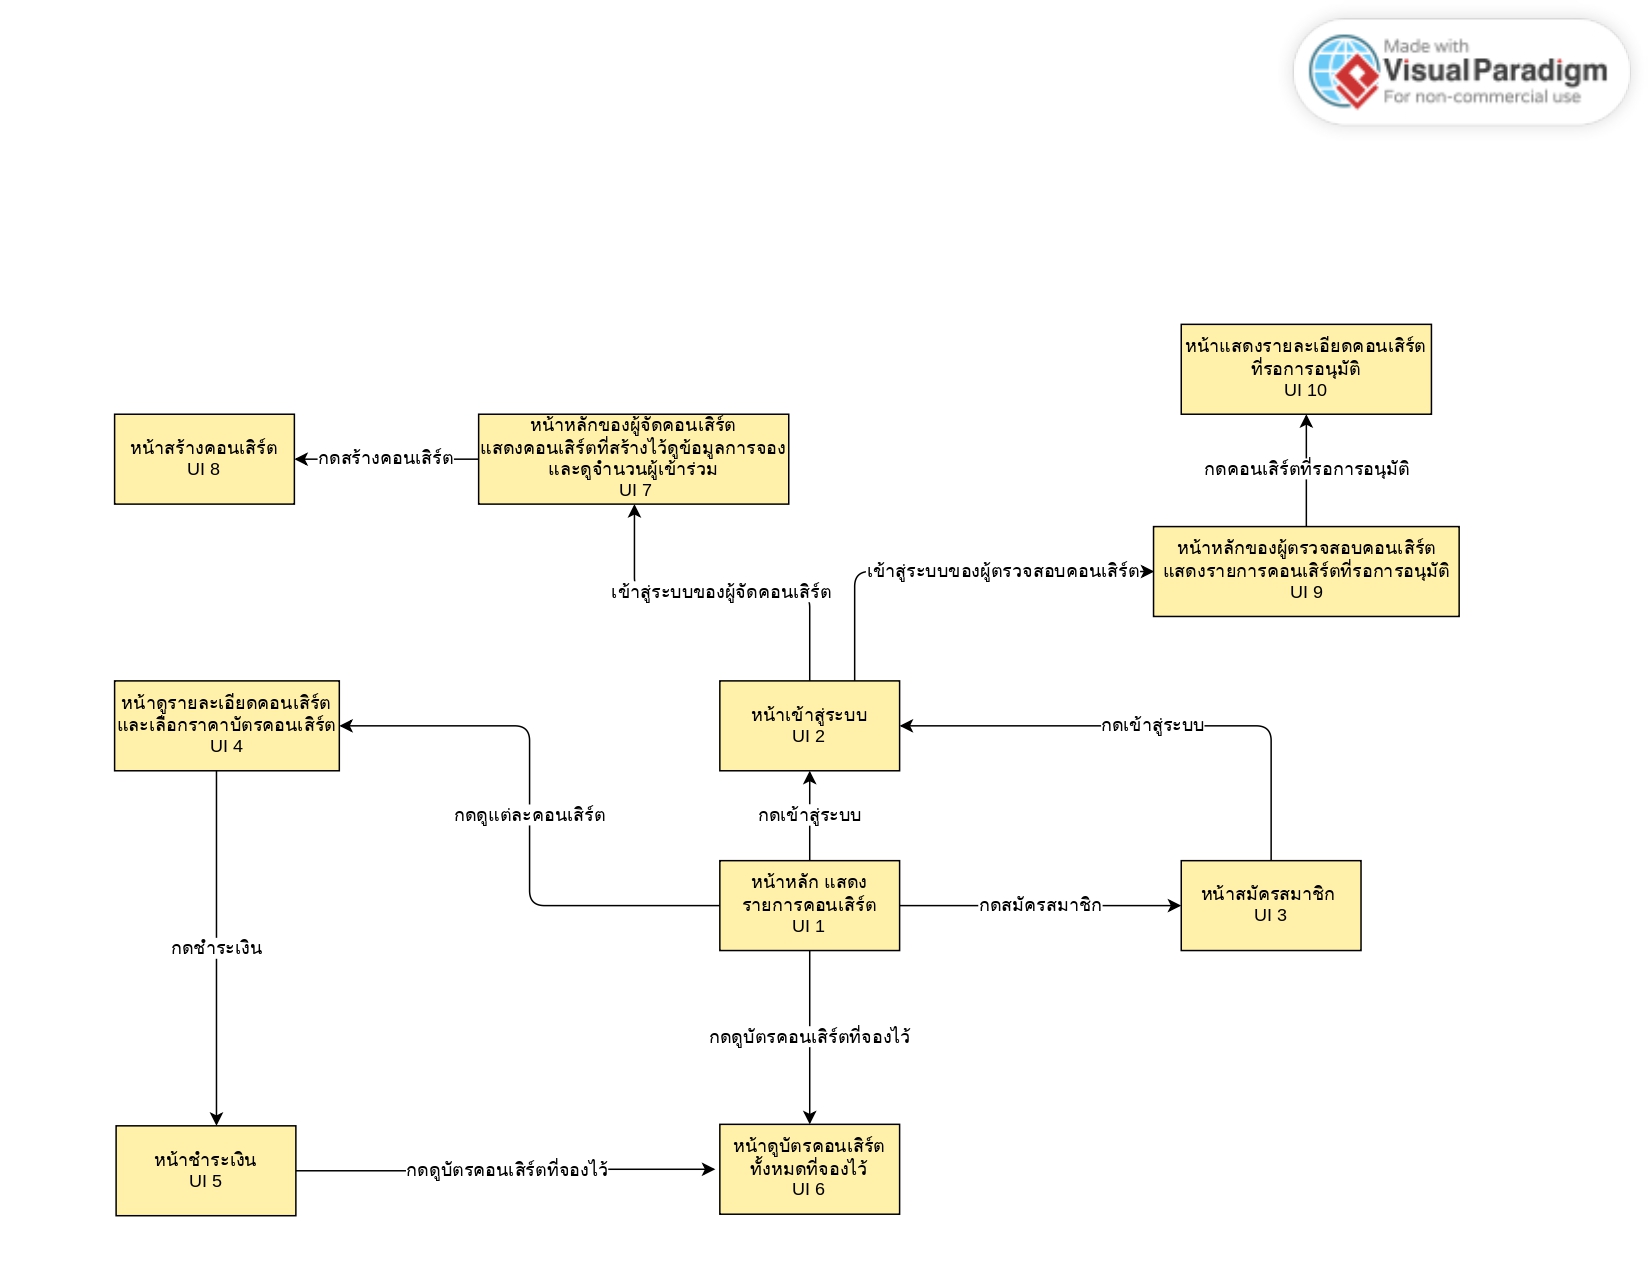 Made with
Visual Paradigm
For non-commercial use
หน้าแสดงรายละเอียดคอนเสิร์ต
ที่รอการอนุมัติ
UI 10
หน้าสร้างคอนเสิร์ต
UI 8
กดสร้างคอนเสิร์ต
หน้าหลักของผู้จัดคอนเสิร์ต
แสดงคอนเสิร์ตที่สร้างไว้ดูข้อมูลการจอง
และดูจำนวนผู้เข้าร่วม
UI 7
กดคอนเสิร์ตที่รอการอนุมัติ
หน้าหลักของผู้ตรวจสอบคอนเสิร์ต
แสดงรายการคอนเสิร์ตที่รอการอนุมัติ
UI 9
เข้าสู่ระบบของผู้ตรวจสอบคอนเสิร์ต
เข้าสู่ระบบของผู้จัดคอนเสิร์ต
หน้าดูรายละเอียดคอนเสิร์ต
และเลือกราคาบัตรคอนเสิร์ต
UI 4
หน้าเข้าสู่ระบบ
UI 2
กดเข้าสู่ระบบ
กดดูแต่ละคอนเสิร์ต
กดเข้าสู่ระบบ
หน้าหลัก แสดง
รายการคอนเสิร์ต
UI 1
กดสมัครสมาชิก
หน้าสมัครสมาชิก
UI 3
กดชำระเงิน
กดดูบัตรคอนเสิร์ตที่จองไว้
หน้าชำระเงิน
UI 5
กดดูบัตรคอนเสิร์ตที่จองไว้
หน้าดูบัตรคอนเสิร์ต
ทั้งหมดที่จองไว้
UI 6